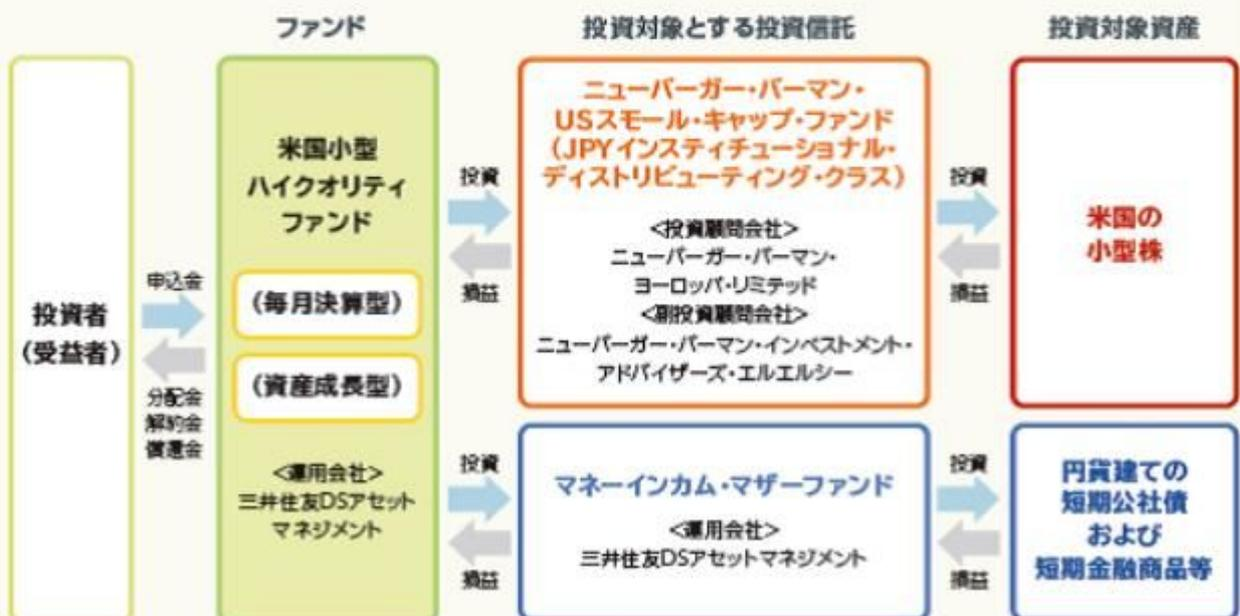 ファンド
投資対象とする投資信託
投資対象資産
投資者
（受益者）
申込金
分配金
解約金
償還金
米国小型
ハイクオリティ
ファンド
（毎月決算型）
（資産成長型）
<運用会社>
三井住友DSアセット
マネジメント
投資
損益
投資
損益
ニューバーガー・バーマン・
USスモール・キャップ・ファンド
（JPYインスティチューショナル・
ディストリビューティング・クラス）
<投資顧問会社>
ニューバーガー・バーマン・
ヨーロッパ・リミテッド
<副投資顧問会社>
ニューバーガー・バーマン・インベストメント・
アドバイザーズ・エルエルシー
マネーインカム・マザーファンド
<運用会社>
三井住友DSアセットマネジメント
投資
損益
投資
損益
米国の
小型株
円貨建ての
短期公社債
および
短期金融商品等